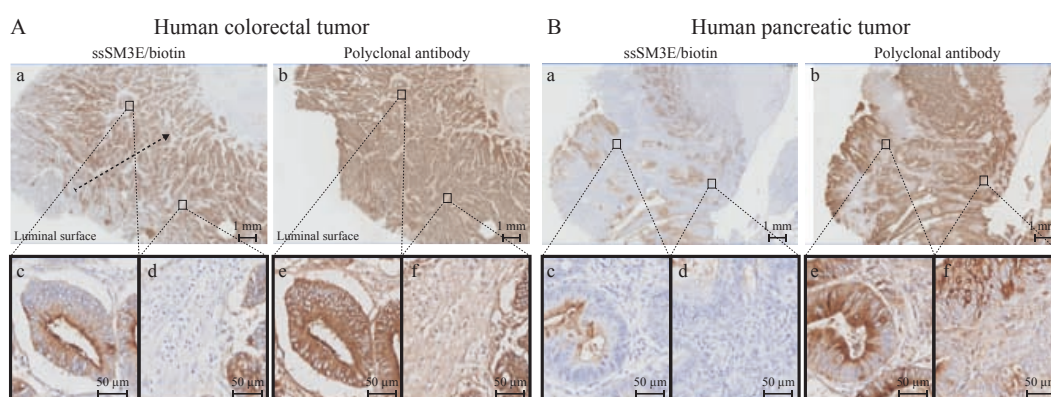 A Human colorectal tumor
ssSM3E/biotin Polyclonal antibody
a b
Luminal surface 1 mm Luminal surface 1 mm
c d e f
50 µm 50 µm 50 µm 50 µm
B Human pancreatic tumor
ssSM3E/biotin Polyclonal antibody
a b
1 mm 1 mm
c d e f
50 µm 50 µm 50 µm 50 µm